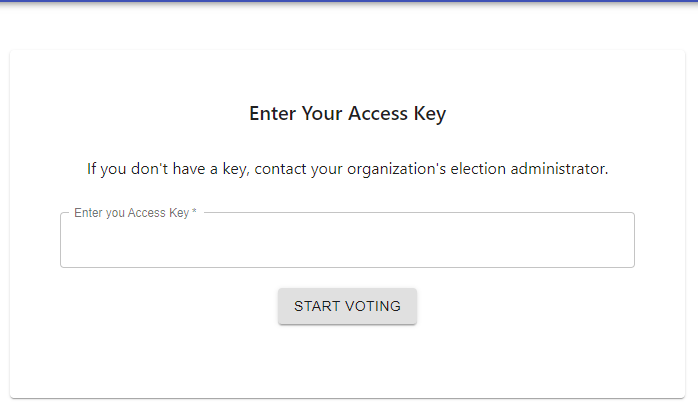 Enter Your Access Key
If you don't have a key, contact your organization's election administrator.
Enter you Access Key *
START VOTING